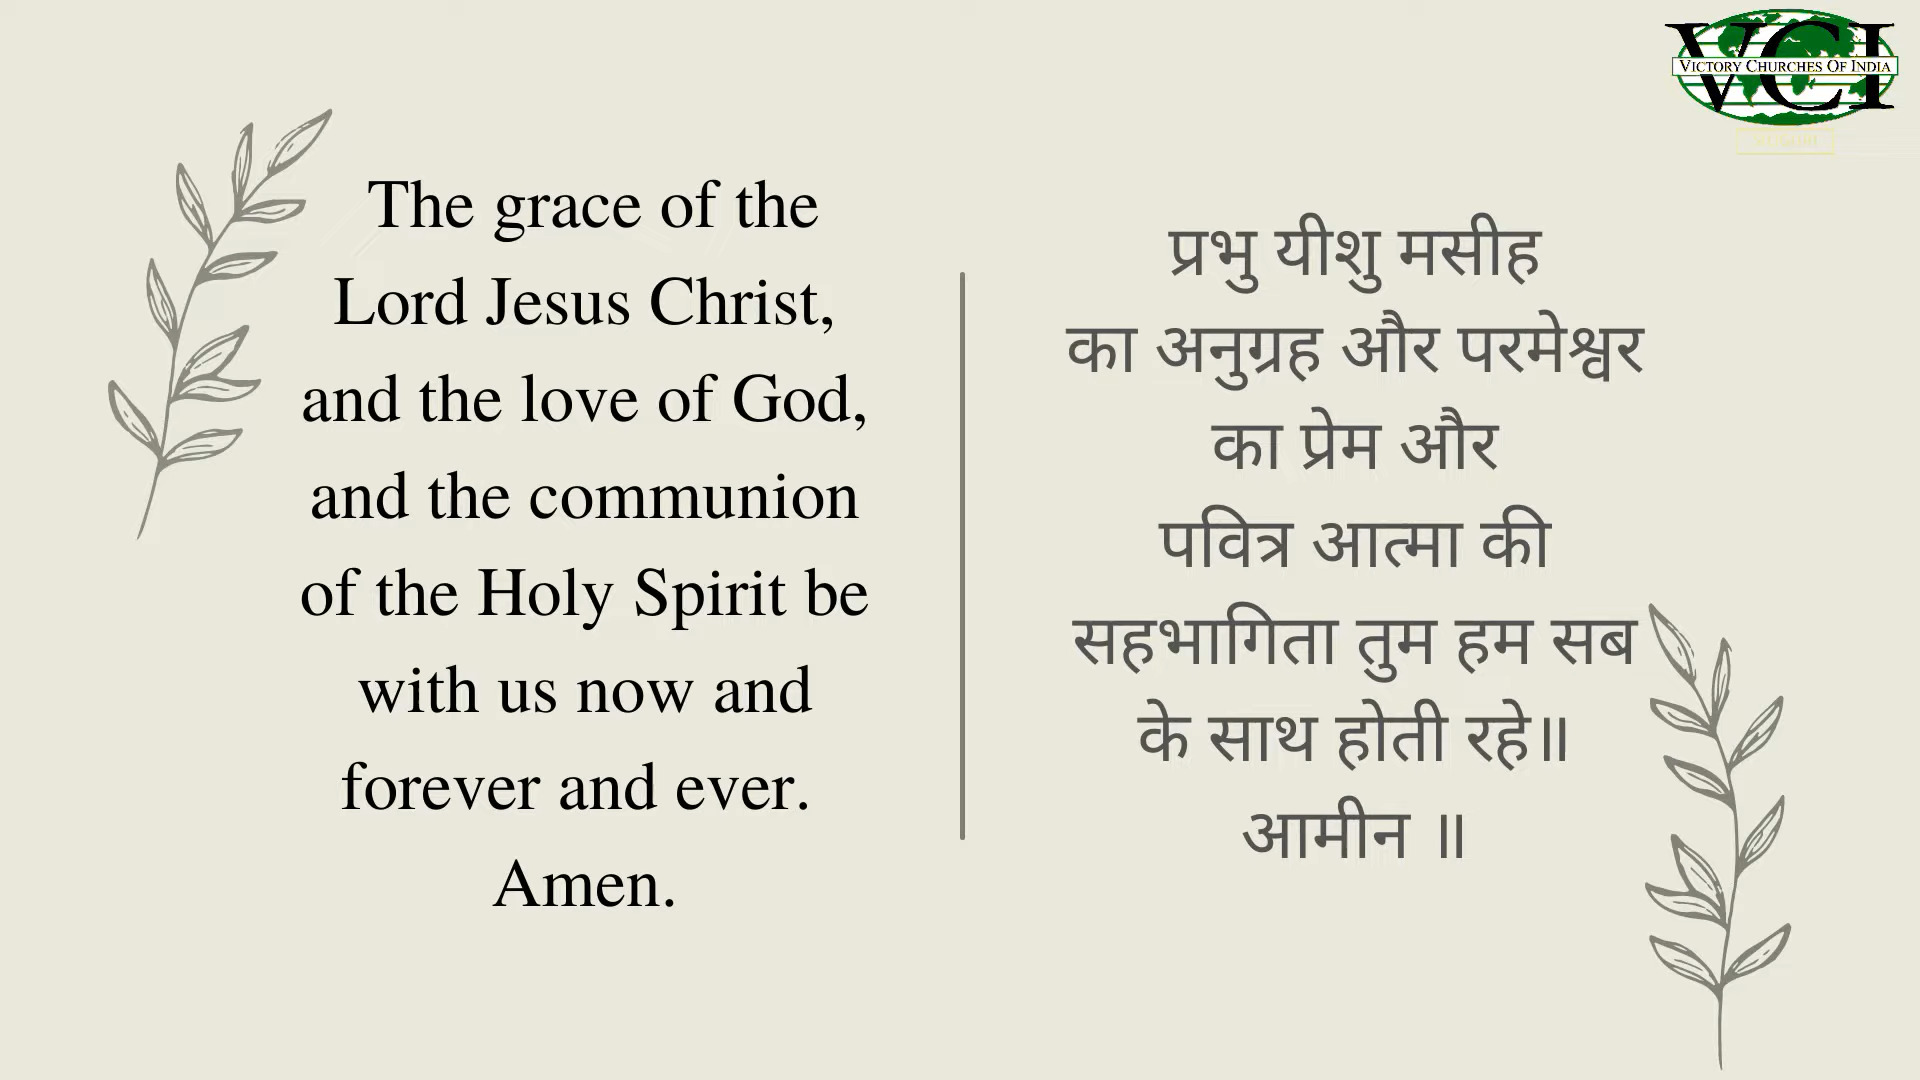 VCI
VICTORY CHURCHES OF INDIA
The grace of the
Lord Jesus Christ,
and the love of God,
and the communion
of the Holy Spirit be
with us now and
forever and ever.
Amen.
प्रभु यीशु मसीह
का अनुग्रह और परमेश्वर
का प्रेम और
पवित्र आत्मा की
सहभागिता तुम हम सब
के साथ होती रहे॥
आमीन ॥